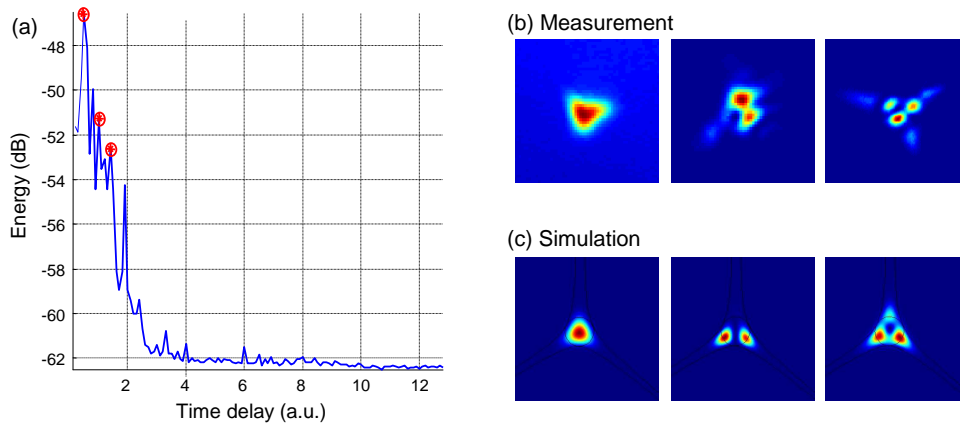 (a)
Energy (dB)
-48
-50
-52
-54
-56
-58
-60
-62
2
4
6
8
10
12
Time delay (a.u.)
(b) Measurement
(c) Simulation